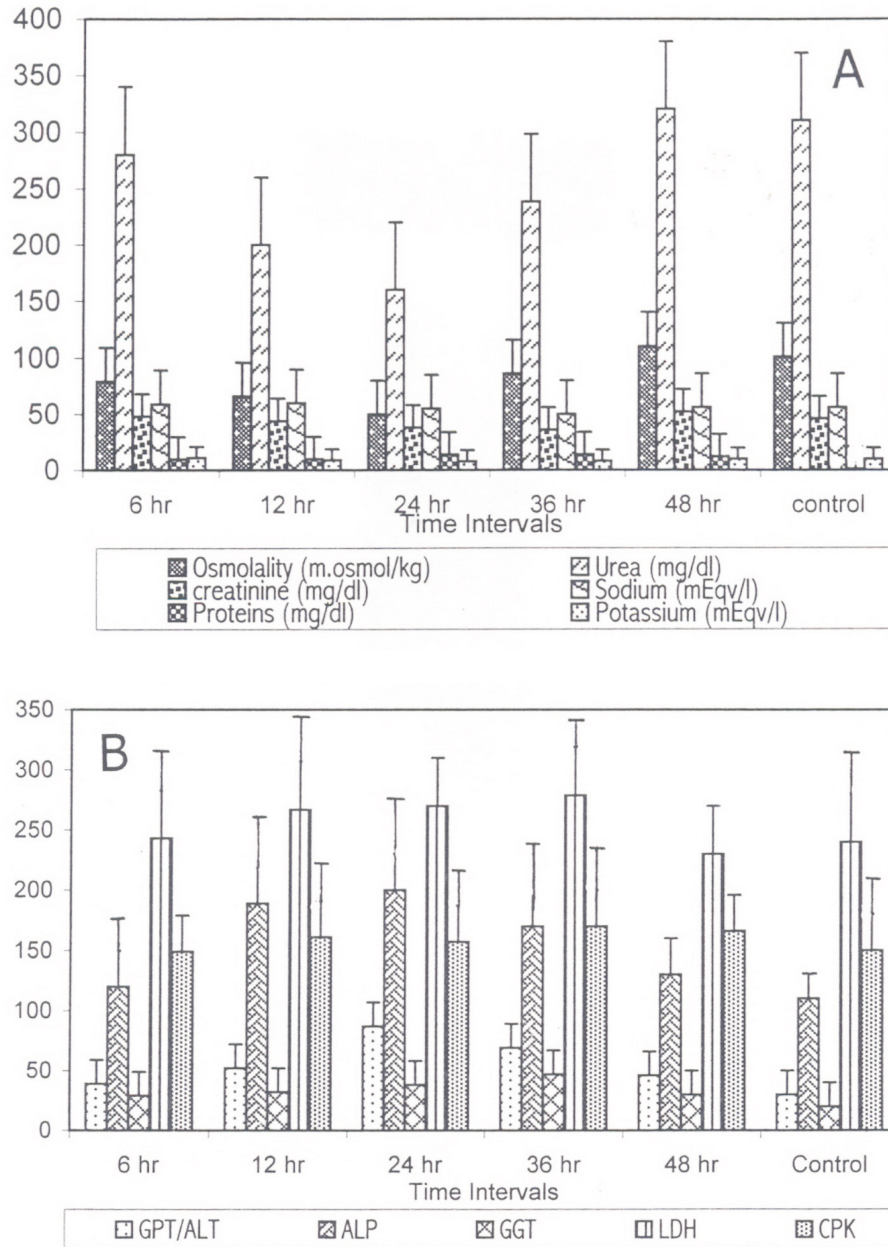 400
350
300
250
200
150
100
50
0
A
6 hr 12 hr 24 hr 36 hr 48 hr control
Time Intervals
Osmolality (m.osmol/kg) Urea (mg/dl)
creatinine (mg/dl) Sodium (mEqv/l)
Proteins (mg/dl) Potassium (mEqv/l)
350
300
250
200
150
100
50
0
B
6 hr 12 hr 24 hr 36 hr 48 hr Control
Time Intervals
GPT/ALT ALP GGT LDH CPK